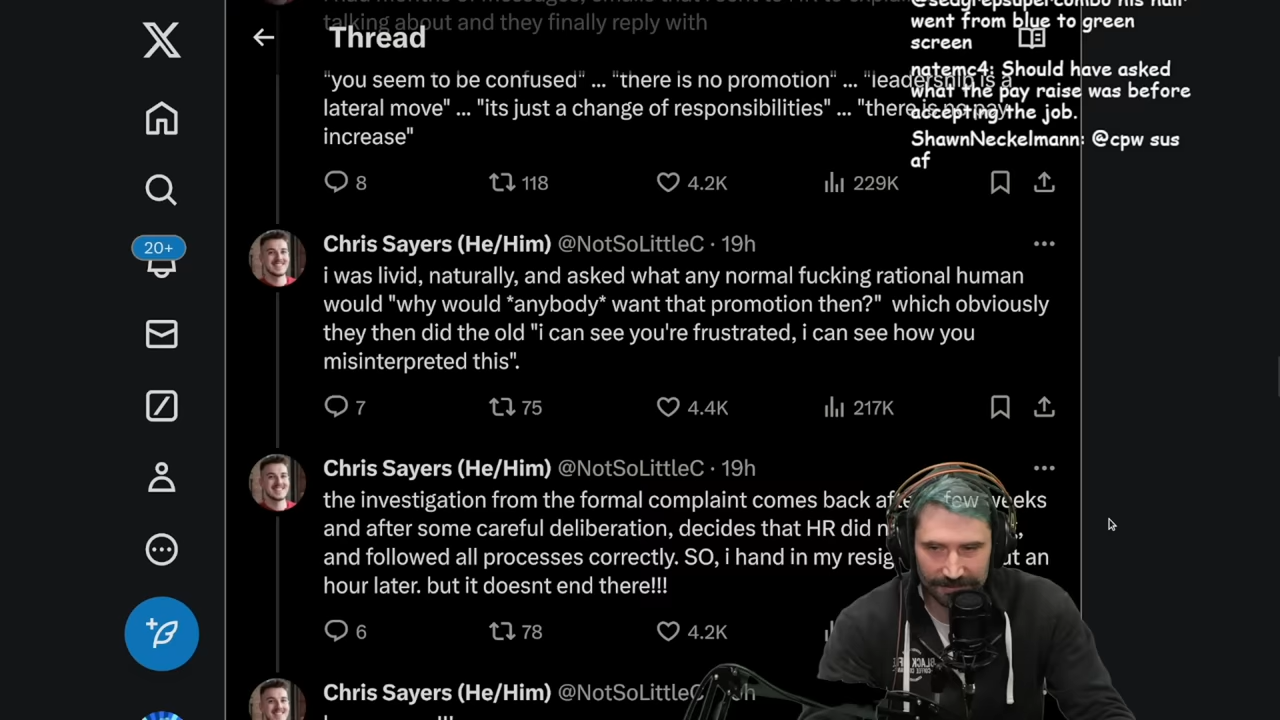 talking about and they finally reply with
Thread
"you seem to be confused" ... "there is no promotion" ... "leadership is a
lateral move" ... "its just a change of responsibilities" ... "there is no pay
increase"
8 118 4.2K 229K
@seagrepsupercombo his hair
went from blue to green
screen
natemc4: Should have asked
what the pay raise was before
accepting the job.
ShawnNeckelmann: @cpw sus
af
20+
Chris Sayers (He/Him) @NotSoLittleC · 19h
i was livid, naturally, and asked what any normal fucking rational human
would "why would *anybody* want that promotion then?" which obviously
they then did the old "i can see you're frustrated, i can see how you
misinterpreted this".
7 75 4.4K 217K
Chris Sayers (He/Him) @NotSoLittleC · 19h
the investigation from the formal complaint comes back few weeks
and after some careful deliberation, decides that HR did
and followed all processes correctly. SO, i hand in my an
hour later. but it doesnt end there!!!
6 78 4.2K
Chris Sayers (He/Him) @NotSoLittleC